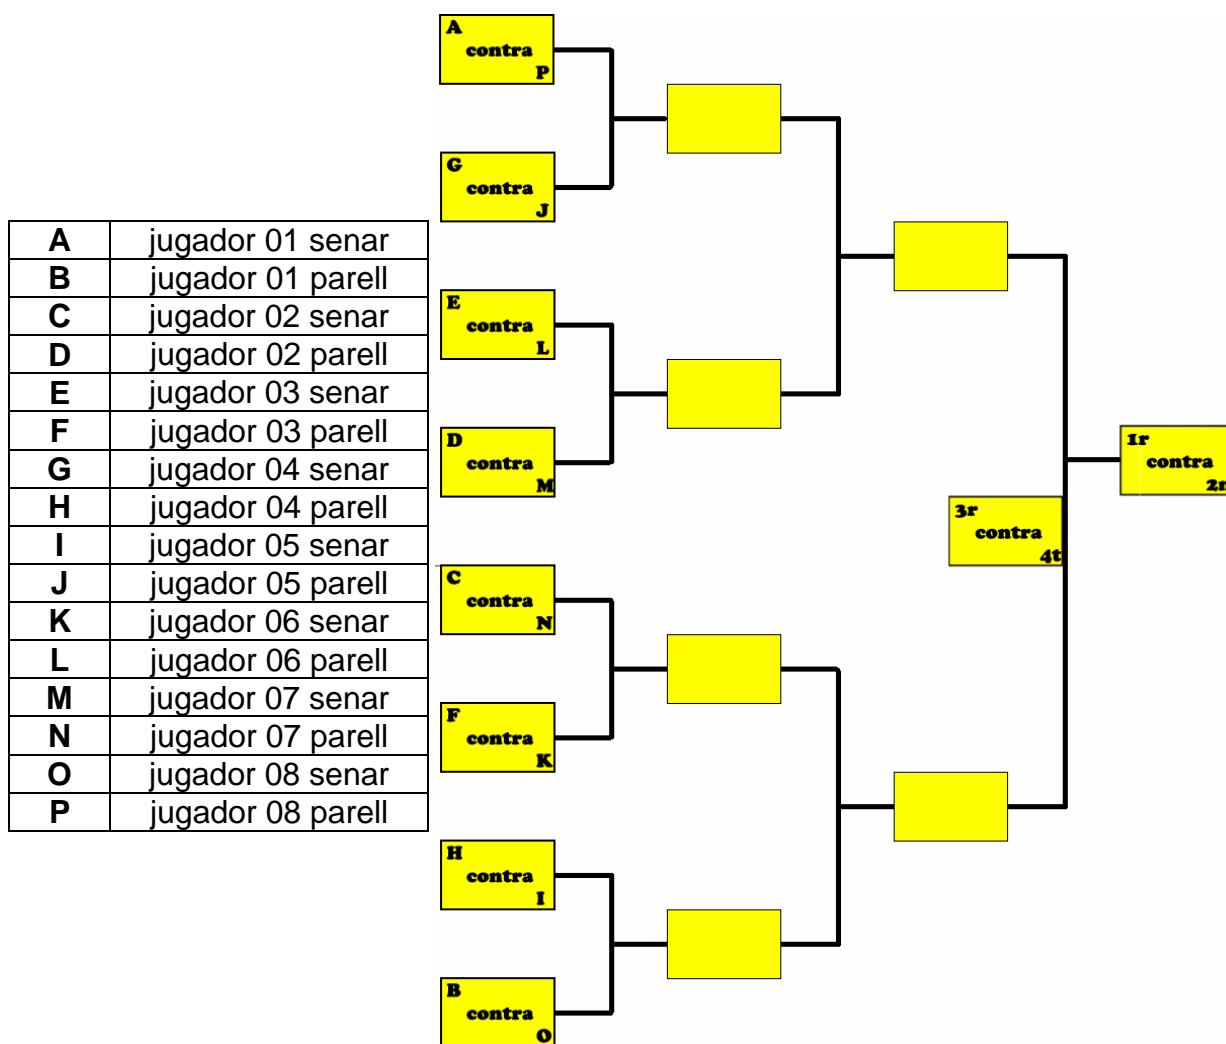 A jugador 01 senar
B jugador 01 parell
C jugador 02 senar
D jugador 02 parell
E jugador 03 senar
F jugador 03 parell
G jugador 04 senar
H jugador 04 parell
I jugador 05 senar
J jugador 05 parell
K jugador 06 senar
L jugador 06 parell
M jugador 07 senar
N jugador 07 parell
O jugador 08 senar
P jugador 08 parell
A
contra
P
G
contra
J
E
contra
L
D
contra
M
C
contra
N
F
contra
K
H
contra
I
B
contra
O
3r
contra
4t
1r
contra
2n